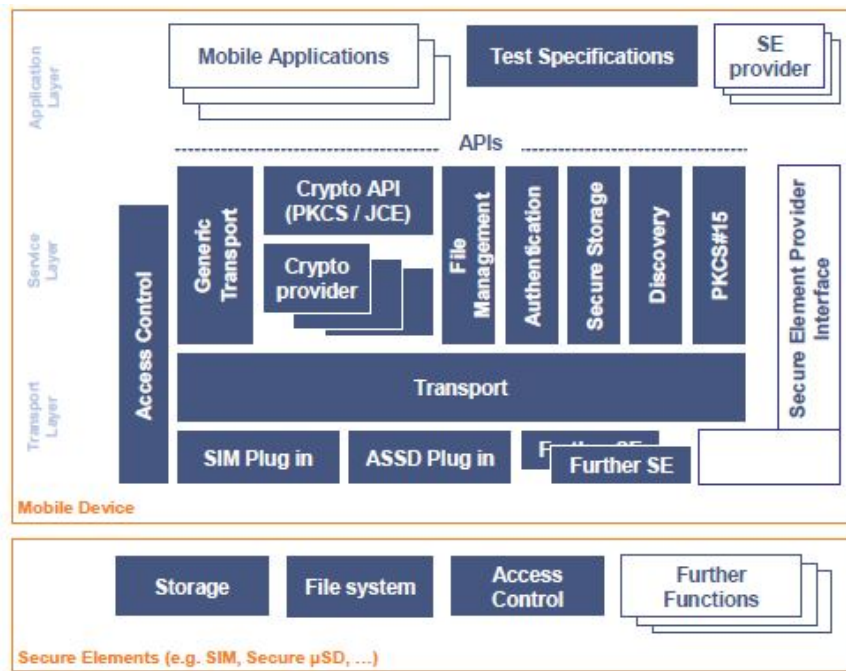 Application
Layer
Mobile Applications
Test Specifications
SE
provider
APIs
Service
Layer
Access Control
Generic
Transport
Crypto API
(PKCS / JCE)
Crypto
provider
File
Management
Authentication
Secure Storage
Discovery
PKCS#15
Secure Element Provider
Interface
Transport
Layer
Transport
SIM Plug in
ASSD Plug in
Further SE
Further SE
Mobile Device
Storage
File system
Access
Control
Further
Functions
Secure Elements (e.g. SIM, Secure µSD, ...)